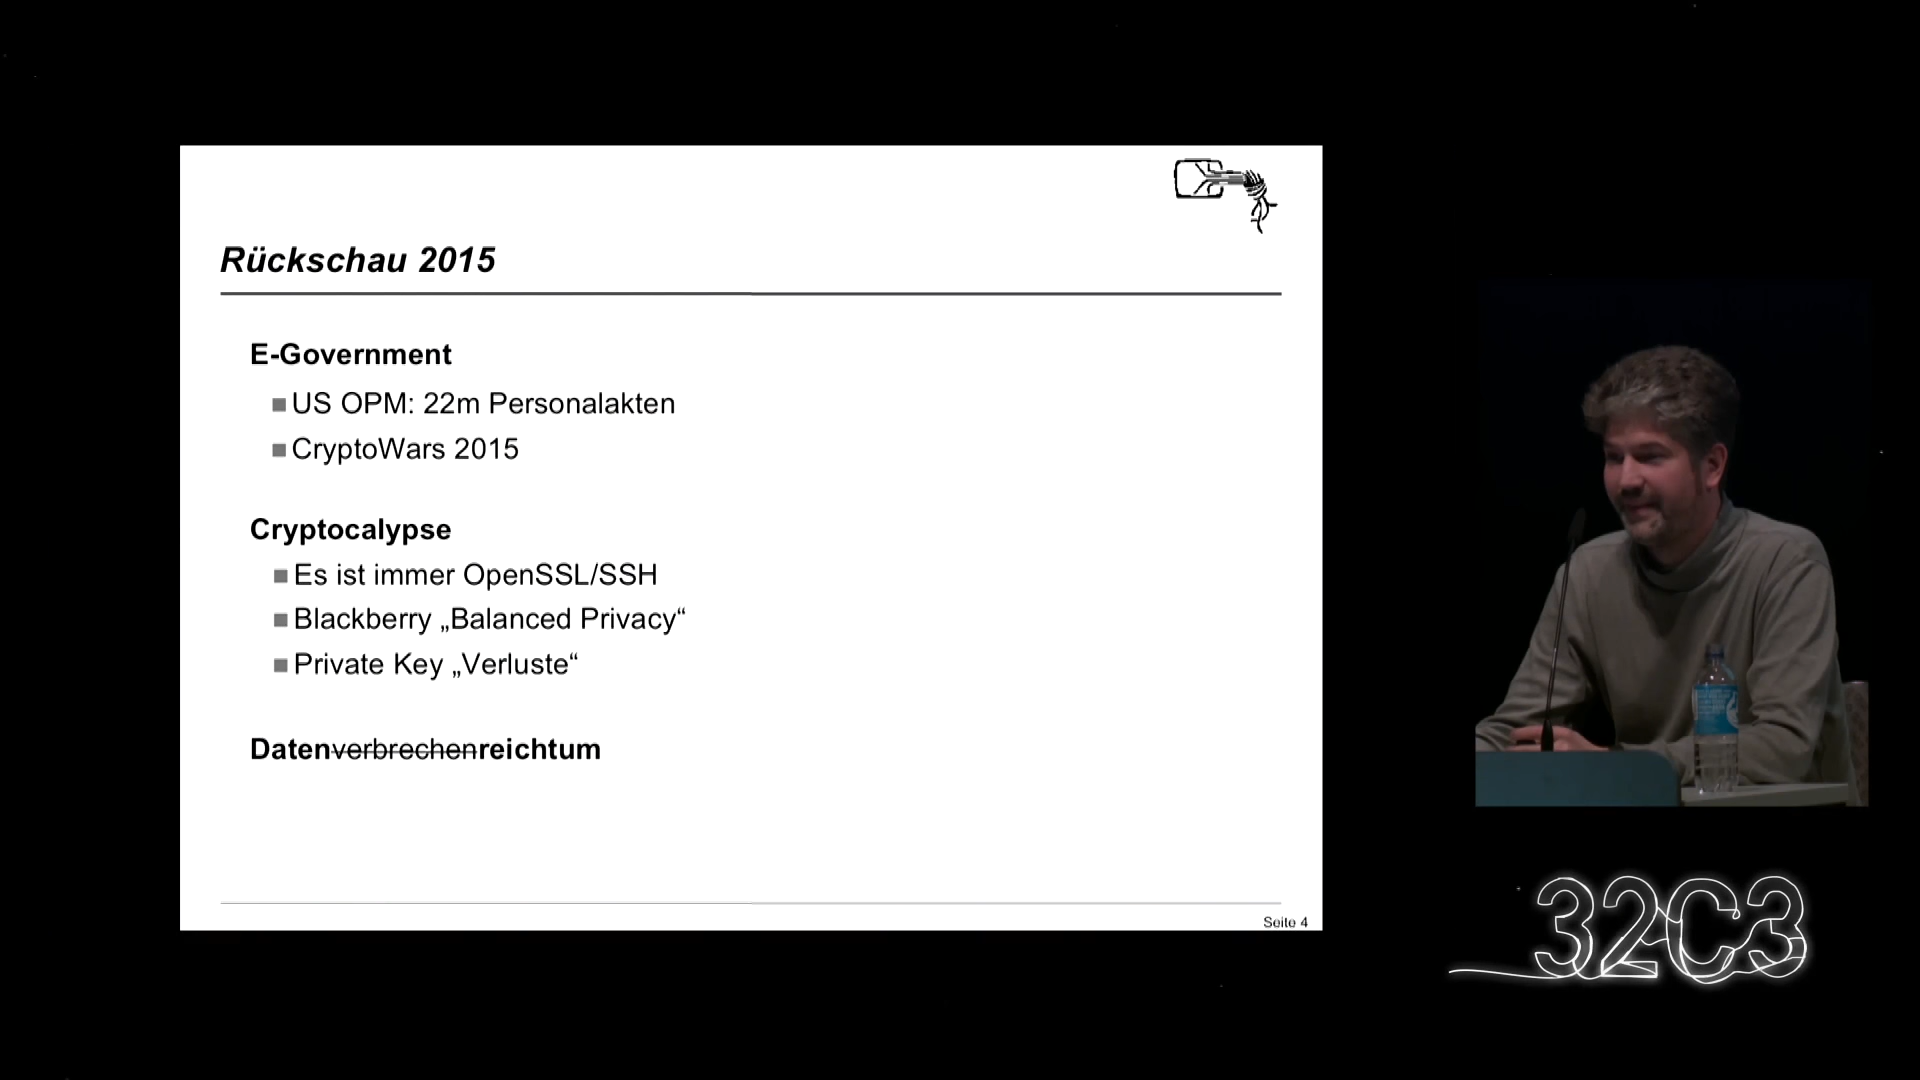 Rückschau 2015
E-Government
US OPM: 22m Personalakten
CryptoWars 2015
Cryptocalypse
Es ist immer OpenSSL/SSH
Blackberry „Balanced Privacy“
Private Key „Verluste“
Datenverbrechenreichtum
Seite 4
32C3